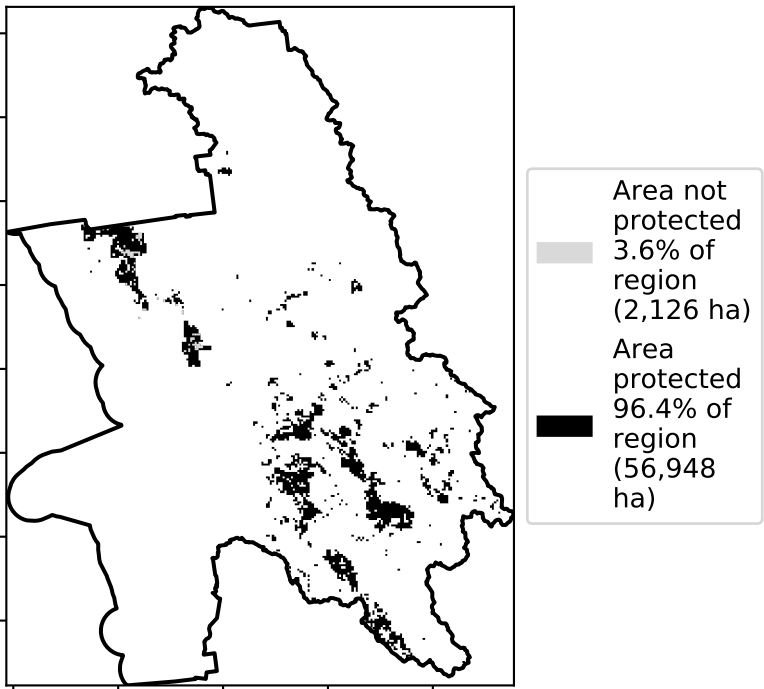 Area not
protected
3.6% of
region
(2,126 ha)
Area
protected
96.4% of
region
(56,948
ha)